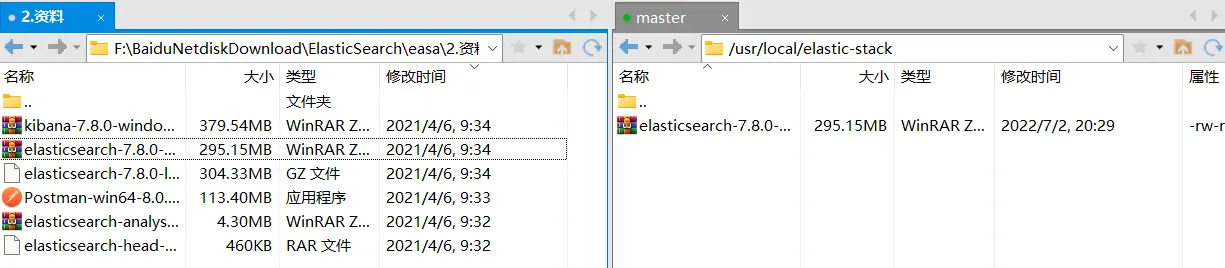 2.资料 ×
F:\BaiduNetdiskDownload\ElasticSearch\easa\2.资料
名称 大小 类型 修改时间
.. 文件夹
kibana-7.8.0-windo... 379.54MB WinRAR Z... 2021/4/6, 9:34
elasticsearch-7.8.0-... 295.15MB WinRAR Z... 2021/4/6, 9:34
elasticsearch-7.8.0-l... 304.33MB GZ 文件 2021/4/6, 9:34
Postman-win64-8.0.... 113.40MB 应用程序 2021/4/6, 9:33
elasticsearch-analys... 4.30MB WinRAR Z... 2021/4/6, 9:32
elasticsearch-head-... 460KB RAR 文件 2021/4/6, 9:32
master ×
/usr/local/elastic-stack
名称 大小 类型 修改时间 属性
..
elasticsearch-7.8.0-... 295.15MB WinRAR Z... 2022/7/2, 20:29 -rw-r